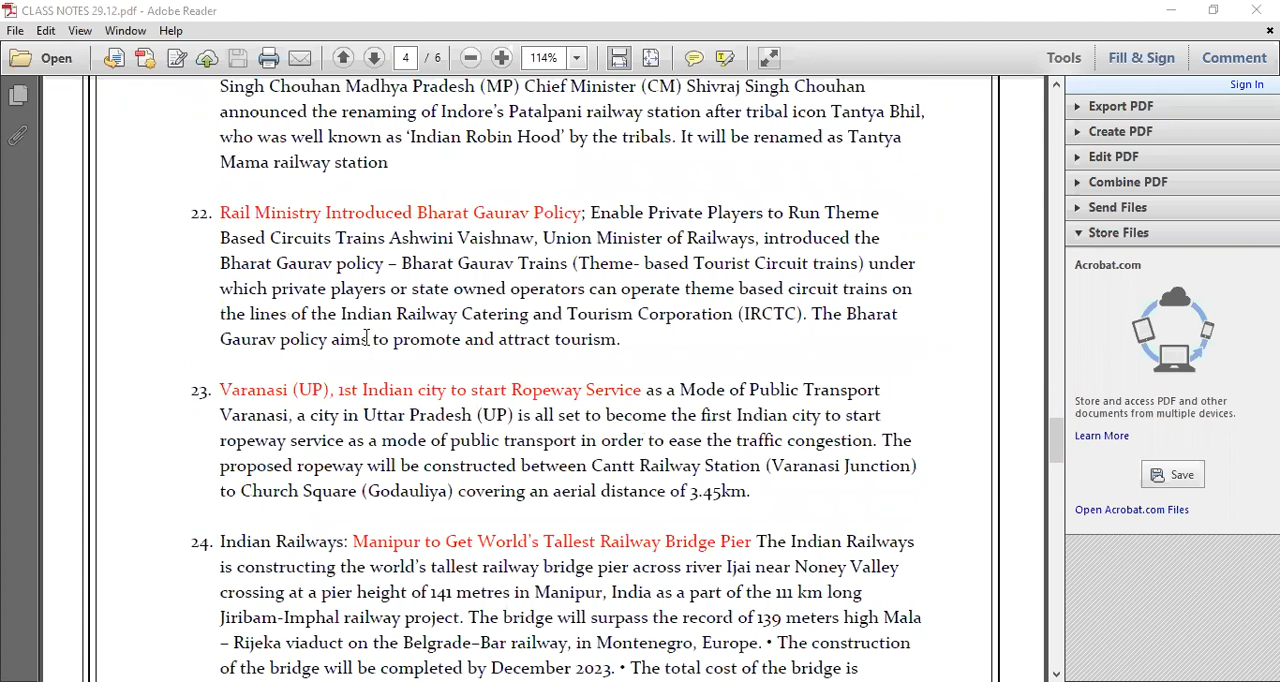 CLASS NOTES 29.12.pdf - Adobe Reader
File Edit View Window Help
Open 4 / 6 114% Tools Fill & Sign Comment
Sign In
Export PDF
Create PDF
Edit PDF
Combine PDF
Send Files
Store Files
Acrobat.com
Store and access PDF and other
documents from multiple devices.
Learn More
Save
Open Acrobat.com Files
Singh Chouhan Madhya Pradesh (MP) Chief Minister (CM) Shivraj Singh Chouhan
announced the renaming of Indore's Patalpani railway station after tribal icon Tantya Bhil,
who was well known as 'Indian Robin Hood' by the tribals. It will be renamed as Tantya
Mama railway station
22. Rail Ministry Introduced Bharat Gaurav Policy; Enable Private Players to Run Theme
Based Circuits Trains Ashwini Vaishnaw, Union Minister of Railways, introduced the
Bharat Gaurav policy – Bharat Gaurav Trains (Theme- based Tourist Circuit trains) under
which private players or state owned operators can operate theme based circuit trains on
the lines of the Indian Railway Catering and Tourism Corporation (IRCTC). The Bharat
Gaurav policy aims to promote and attract tourism.
23. Varanasi (UP), 1st Indian city to start Ropeway Service as a Mode of Public Transport
Varanasi, a city in Uttar Pradesh (UP) is all set to become the first Indian city to start
ropeway service as a mode of public transport in order to ease the traffic congestion. The
proposed ropeway will be constructed between Cantt Railway Station (Varanasi Junction)
to Church Square (Godauliya) covering an aerial distance of 3.45km.
24. Indian Railways: Manipur to Get World's Tallest Railway Bridge Pier The Indian Railways
is constructing the world's tallest railway bridge pier across river Ijai near Noney Valley
crossing at a pier height of 141 metres in Manipur, India as a part of the 111 km long
Jiribam-Imphal railway project. The bridge will surpass the record of 139 meters high Mala
– Rijeka viaduct on the Belgrade–Bar railway, in Montenegro, Europe. • The construction
of the bridge will be completed by December 2023. • The total cost of the bridge is